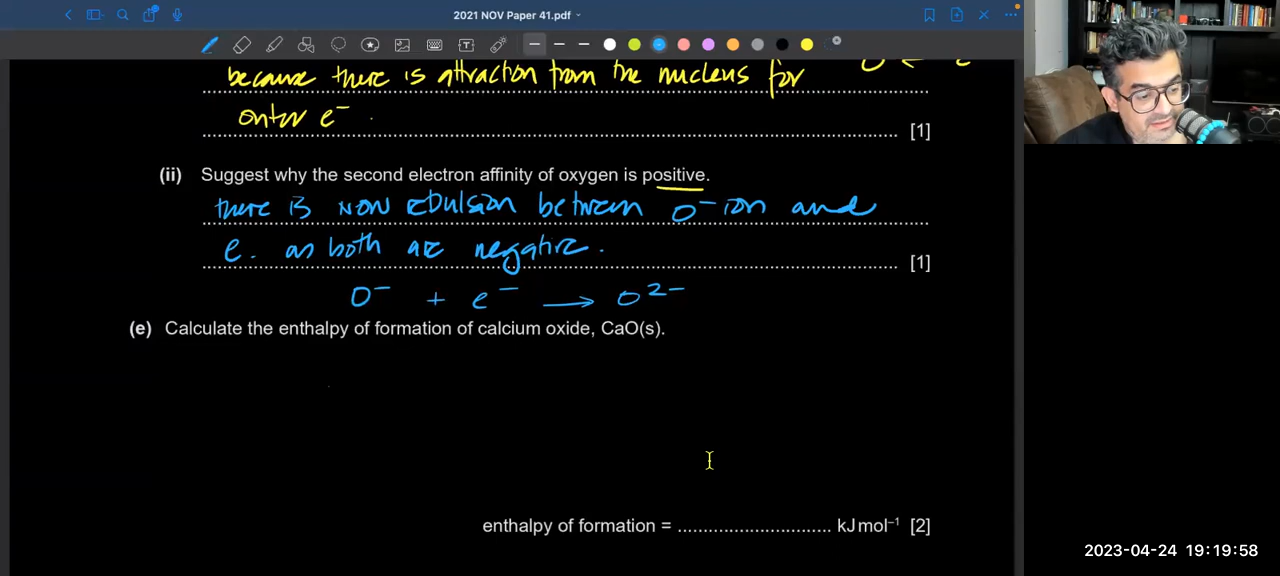 2021 NOV Paper 41.pdf
because there is attraction from the nucleus for
outer e⁻ .
[1]
(ii) Suggest why the second electron affinity of oxygen is positive.
there is now repulsion between O⁻ ion and
e. as both are negative.
[1]
O⁻ + e⁻ → O²⁻
(e) Calculate the enthalpy of formation of calcium oxide, CaO(s).
enthalpy of formation = .............................. kJ mol⁻¹ [2]
2023-04-24 19:19:58